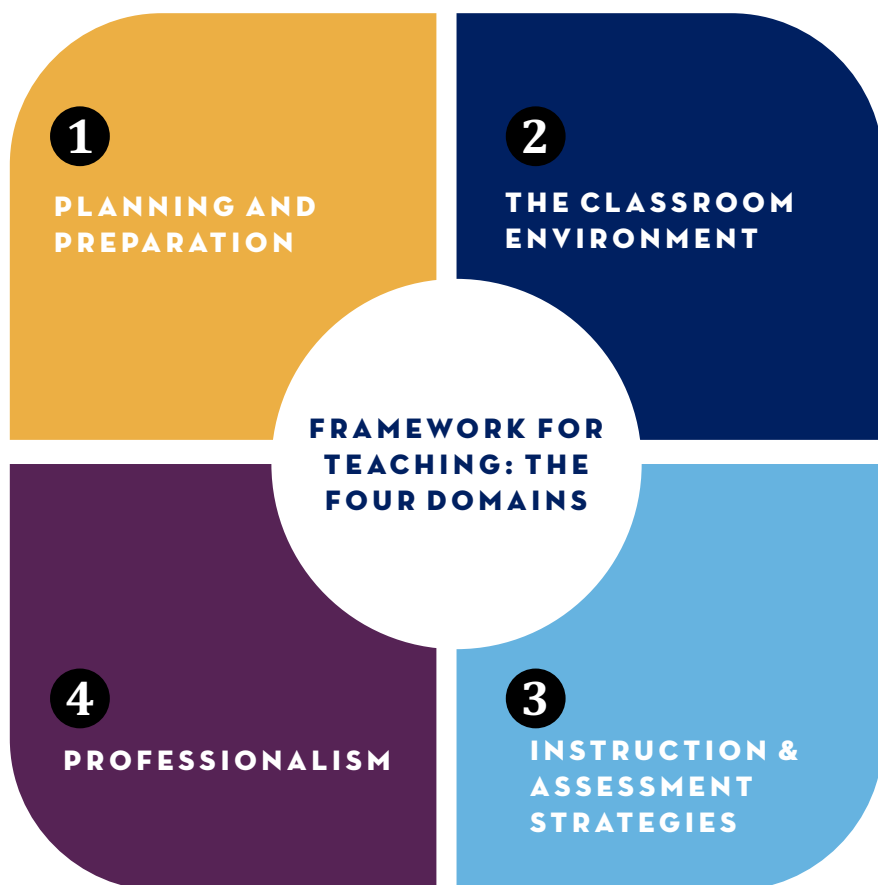 1
PLANNING AND
PREPARATION
2
THE CLASSROOM
ENVIRONMENT
FRAMEWORK FOR
TEACHING: THE
FOUR DOMAINS
3
INSTRUCTION &
ASSESSMENT
STRATEGIES
4
PROFESSIONALISM